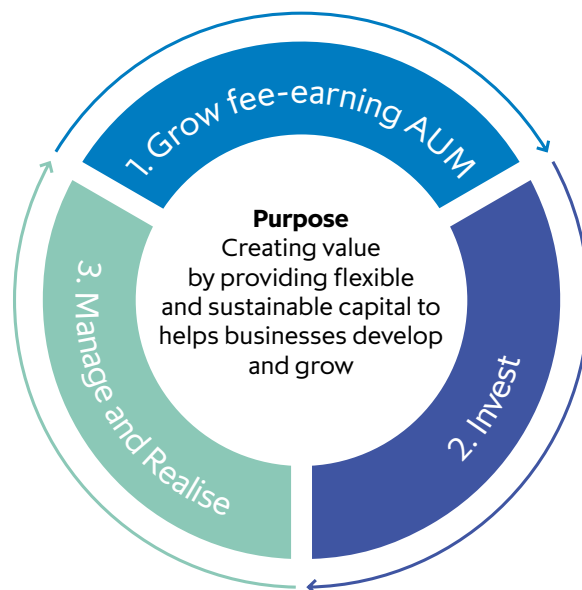 1. Grow fee-earning AUM
Purpose
Creating value
by providing flexible
and sustainable capital to
helps businesses develop
and grow
2. Invest
3. Manage and Realise